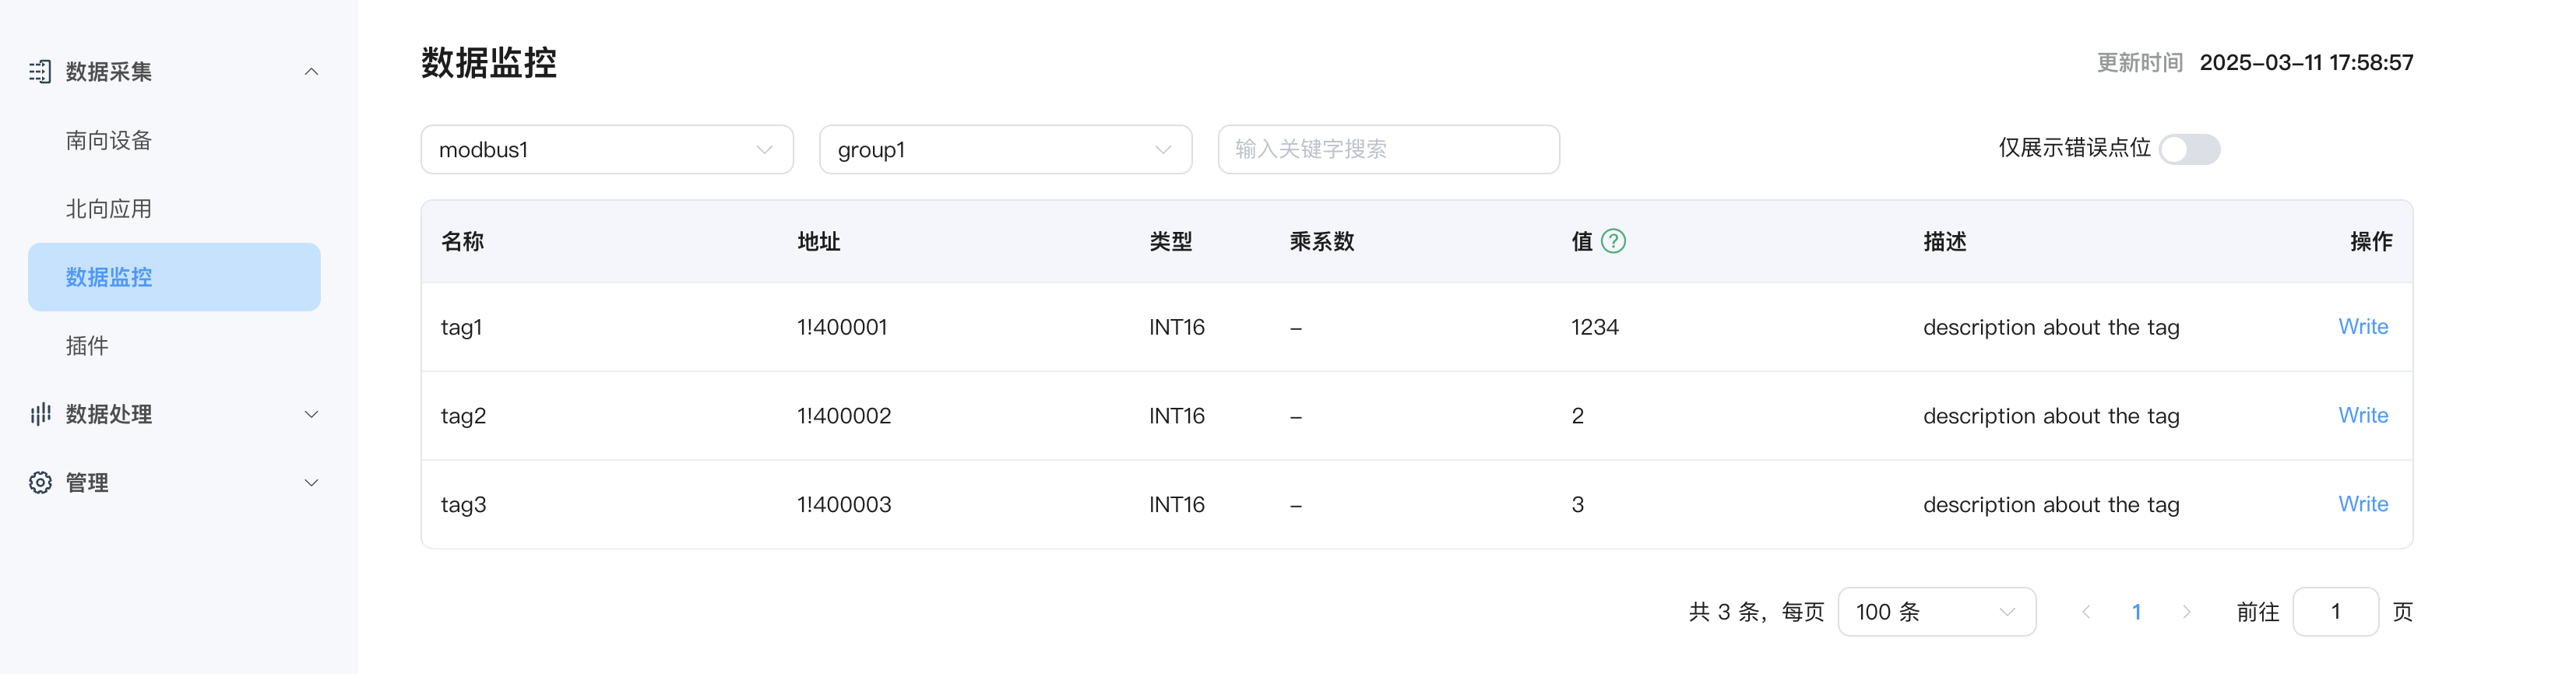 数据采集
南向设备
北向应用
数据监控
插件
数据处理
管理
数据监控
更新时间 2025-03-11 17:58:57
modbus1 group1 输入关键字搜索 仅展示错误点位
名称 地址 类型 乘系数 值 ? 描述 操作
tag1 1!400001 INT16 – 1234 description about the tag Write
tag2 1!400002 INT16 – 2 description about the tag Write
tag3 1!400003 INT16 – 3 description about the tag Write
共 3 条，每页 100 条 < 1 > 前往 1 页